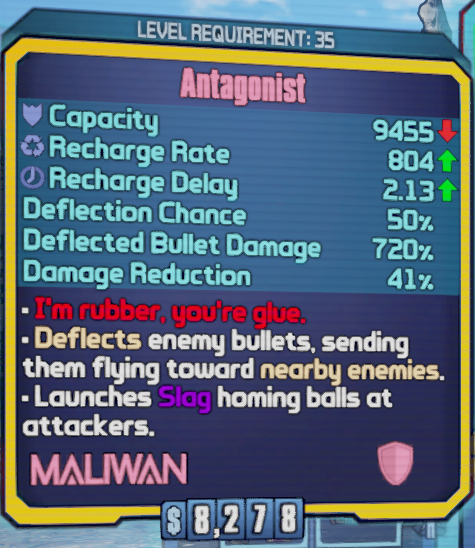 LEVEL REQUIREMENT: 35
Antagonist
Capacity 9455
Recharge Rate 804
Recharge Delay 2.13
Deflection Chance 50%
Deflected Bullet Damage 720%
Damage Reduction 41%
• I'm rubber, you're glue.
• Deflects enemy bullets, sending
them flying toward nearby enemies.
• Launches Slag homing balls at
attackers.
MALIWAN
$ 8,278